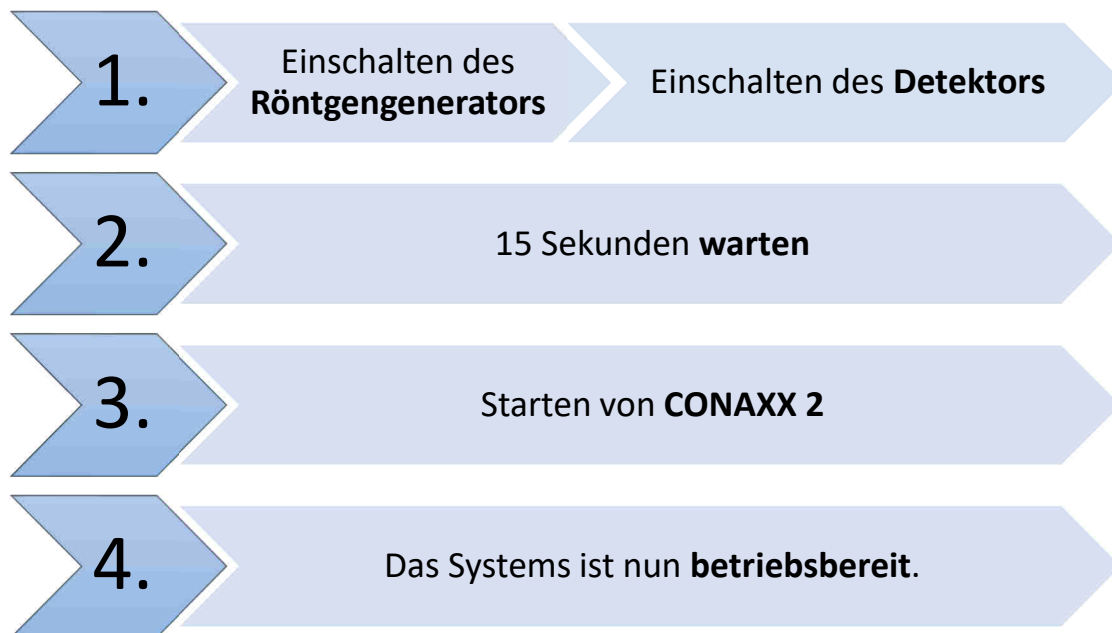 1.
Einschalten des
Röntgengenerators
Einschalten des Detektors
2.
15 Sekunden warten
3.
Starten von CONAXX 2
4.
Das Systems ist nun betriebsbereit.